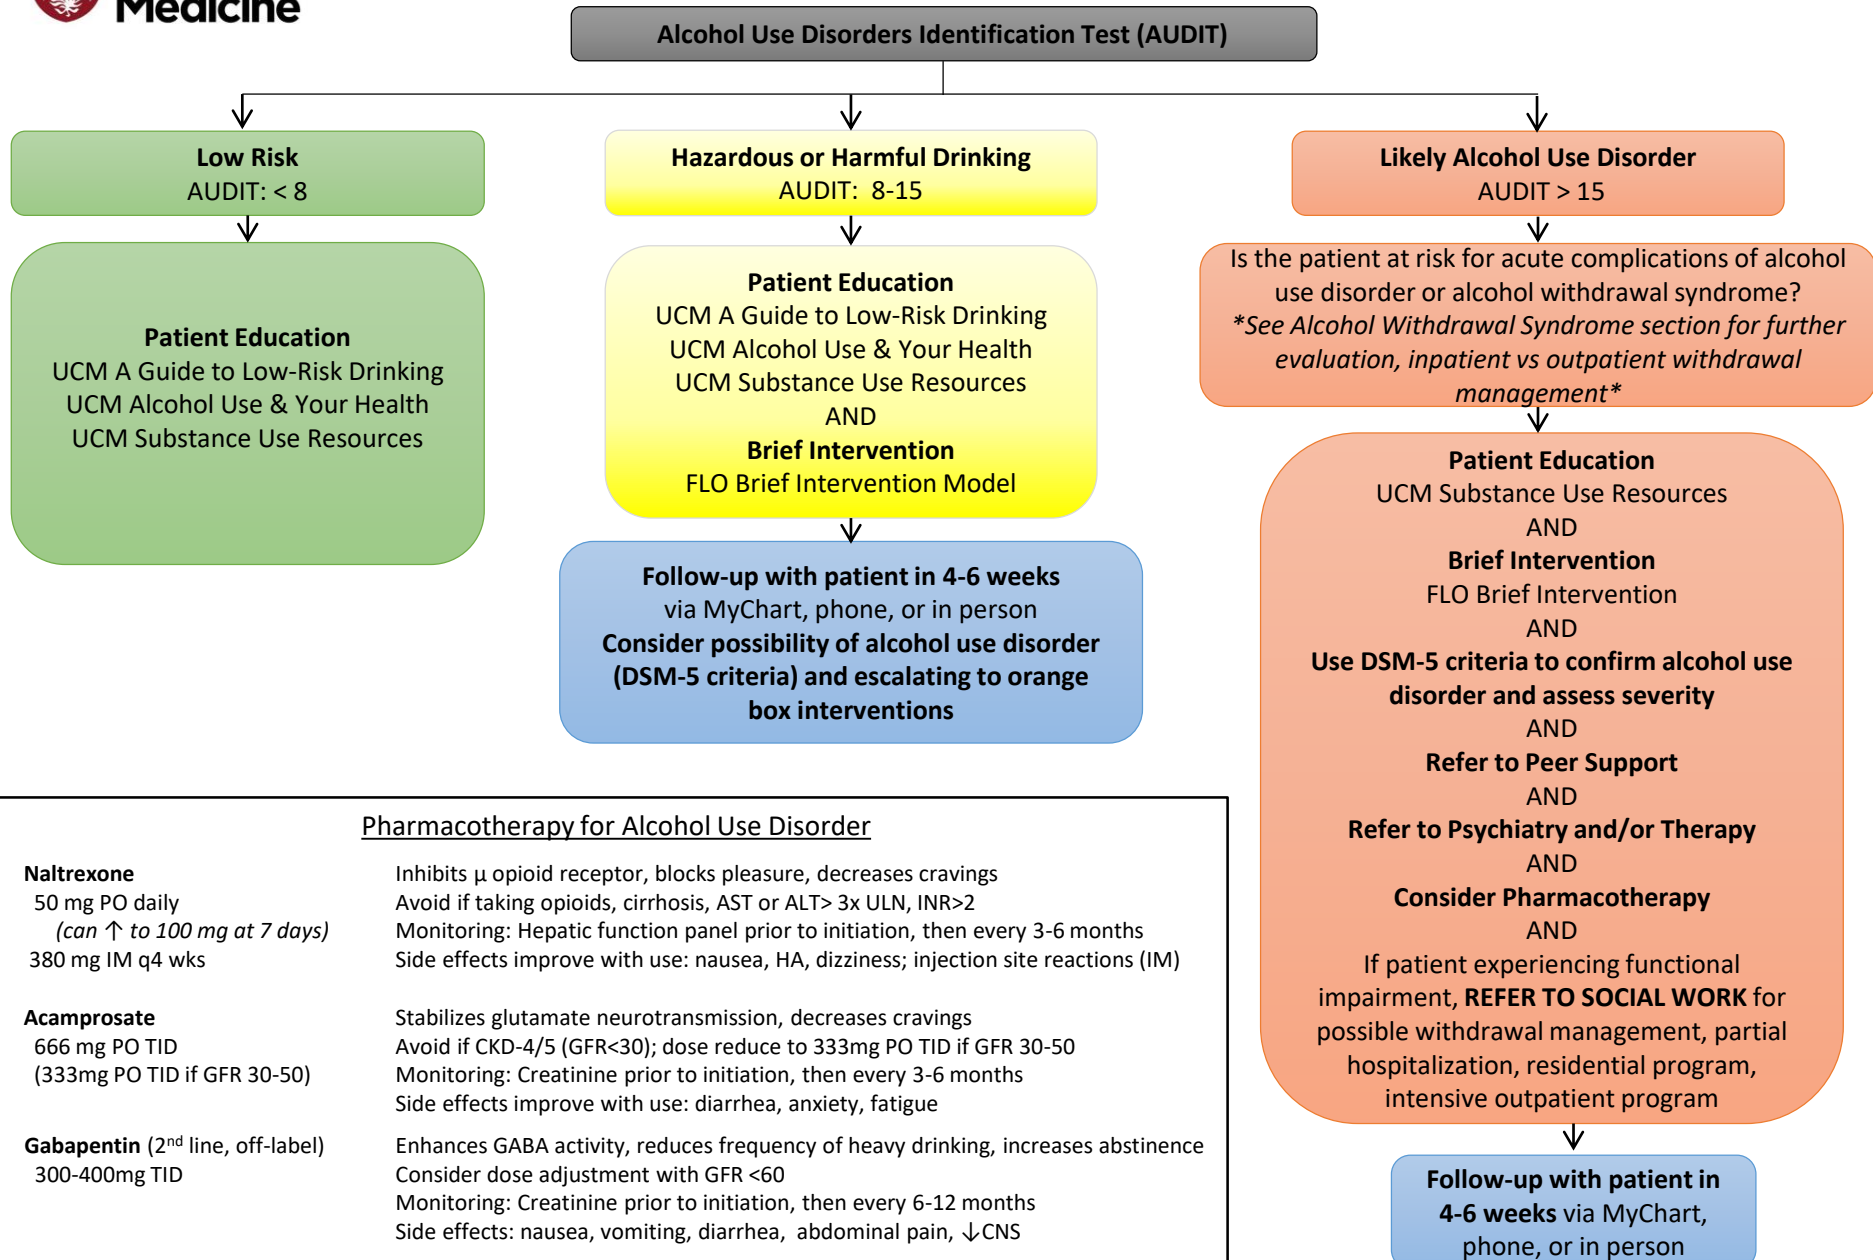 Medicine
Alcohol Use Disorders Identification Test (AUDIT)
Low Risk
AUDIT: < 8
Patient Education
UCM A Guide to Low-Risk Drinking
UCM Alcohol Use & Your Health
UCM Substance Use Resources
Hazardous or Harmful Drinking
AUDIT: 8-15
Patient Education
UCM A Guide to Low-Risk Drinking
UCM Alcohol Use & Your Health
UCM Substance Use Resources
AND
Brief Intervention
FLO Brief Intervention Model
Follow-up with patient in 4-6 weeks
via MyChart, phone, or in person
Consider possibility of alcohol use disorder
(DSM-5 criteria) and escalating to orange
box interventions
Likely Alcohol Use Disorder
AUDIT > 15
Is the patient at risk for acute complications of alcohol
use disorder or alcohol withdrawal syndrome?
*See Alcohol Withdrawal Syndrome section for further
evaluation, inpatient vs outpatient withdrawal
management*
Patient Education
UCM Substance Use Resources
AND
Brief Intervention
FLO Brief Intervention
AND
Use DSM-5 criteria to confirm alcohol use
disorder and assess severity
AND
Refer to Peer Support
AND
Refer to Psychiatry and/or Therapy
AND
Consider Pharmacotherapy
AND
If patient experiencing functional
impairment, REFER TO SOCIAL WORK for
possible withdrawal management, partial
hospitalization, residential program,
intensive outpatient program
Follow-up with patient in
4-6 weeks via MyChart,
phone, or in person
Pharmacotherapy for Alcohol Use Disorder
Naltrexone
50 mg PO daily
(can ↑ to 100 mg at 7 days)
380 mg IM q4 wks
Inhibits μ opioid receptor, blocks pleasure, decreases cravings
Avoid if taking opioids, cirrhosis, AST or ALT> 3x ULN, INR>2
Monitoring: Hepatic function panel prior to initiation, then every 3-6 months
Side effects improve with use: nausea, HA, dizziness; injection site reactions (IM)
Acamprosate
666 mg PO TID
(333mg PO TID if GFR 30-50)
Stabilizes glutamate neurotransmission, decreases cravings
Avoid if CKD-4/5 (GFR<30); dose reduce to 333mg PO TID if GFR 30-50
Monitoring: Creatinine prior to initiation, then every 3-6 months
Side effects improve with use: diarrhea, anxiety, fatigue
Gabapentin (2nd line, off-label)
300-400mg TID
Enhances GABA activity, reduces frequency of heavy drinking, increases abstinence
Consider dose adjustment with GFR <60
Monitoring: Creatinine prior to initiation, then every 6-12 months
Side effects: nausea, vomiting, diarrhea, abdominal pain, ↓CNS